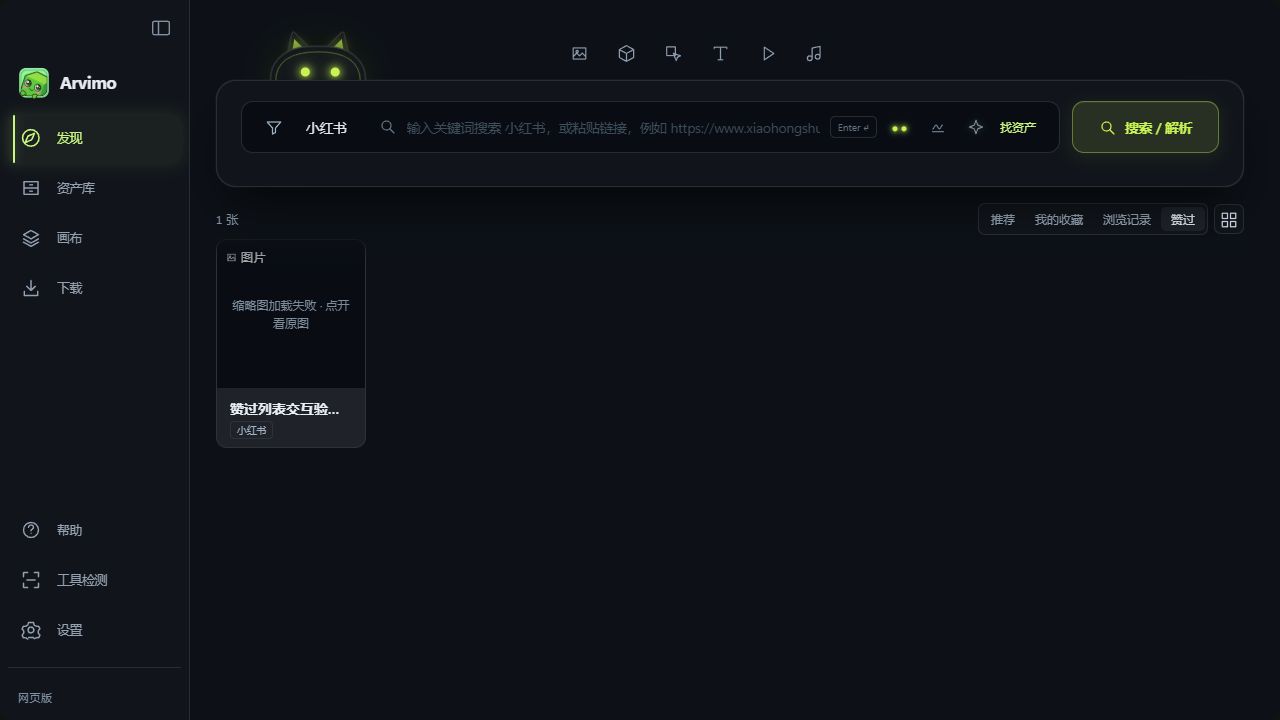 Arvimo
发现
资产库
画布
下载
帮助
工具检测
设置
网页版
小红书
输入关键词搜索 小红书，或粘贴链接，例如 https://www.xiaohongshu
Enter ↵
找资产
搜索 / 解析
1 张
推荐
我的收藏
浏览记录
赞过
图片
缩略图加载失败 · 点开
看原图
赞过列表交互验...
小红书